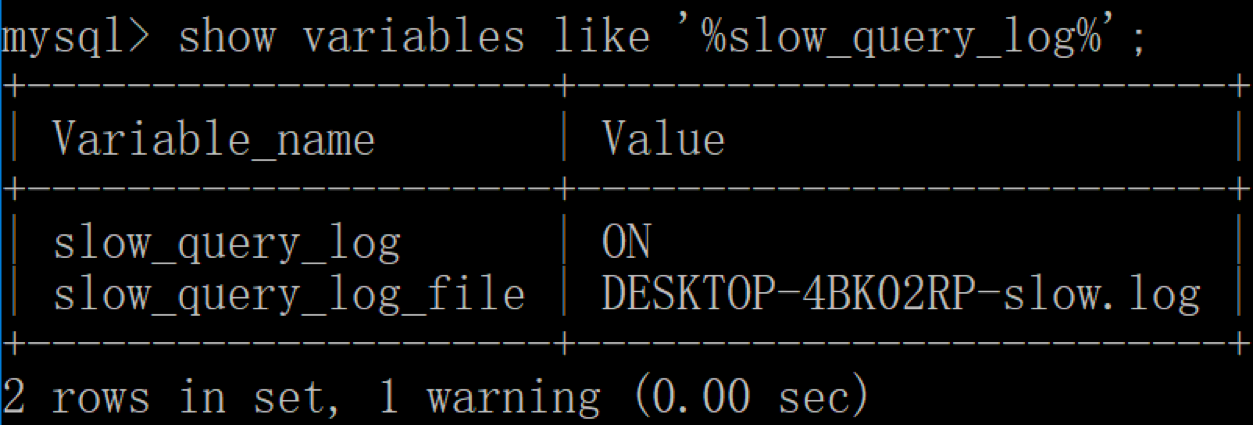 mysql> show variables like '%slow_query_log%';
+---------------------+--------------------------+
| Variable_name       | Value                    |
+---------------------+--------------------------+
| slow_query_log      | ON                       |
| slow_query_log_file | DESKTOP-4BK02RP-slow.log |
+---------------------+--------------------------+
2 rows in set, 1 warning (0.00 sec)